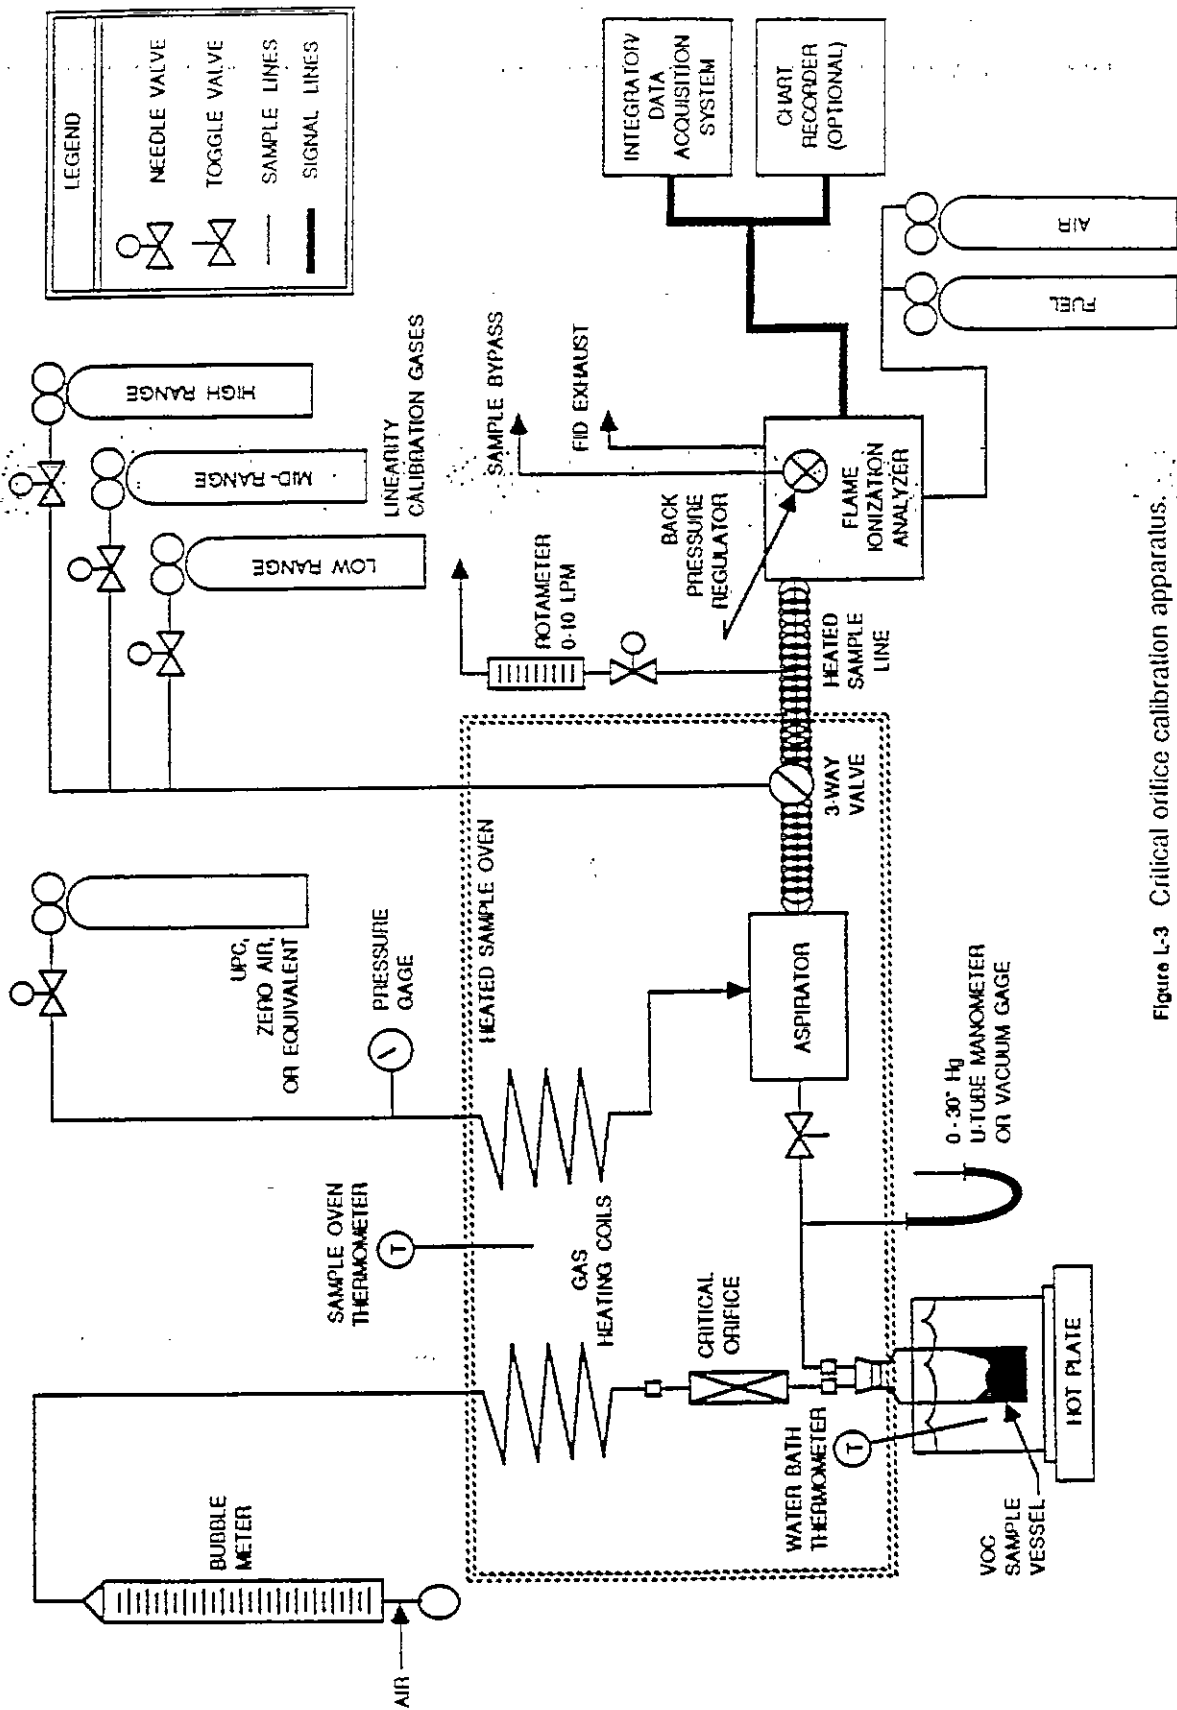 LEGEND
NEEDLE VALVE
TOGGLE VALVE
SAMPLE LINES
SIGNAL LINES
HIGH RANGE
MID-RANGE
LOW RANGE
LINEARITY
CALIBRATION GASES
UPC,
ZERO AIR,
OR EQUIVALENT
PRESSURE
GAGE
SAMPLE OVEN
THERMOMETER
T
BUBBLE
METER
AIR
HEATED SAMPLE OVEN
GAS
HEATING COILS
CRITICAL
ORIFICE
WATER BATH
THERMOMETER
T
VOC
SAMPLE
VESSEL
HOT PLATE
0-30" Hg
U-TUBE MANOMETER
OR VACUUM GAGE
ASPIRATOR
3-WAY
VALVE
HEATED
SAMPLE
LINE
ROTAMETER
0-10 LPM
BACK
PRESSURE
REGULATOR
SAMPLE BYPASS
FID EXHAUST
FLAME
IONIZATION
ANALYZER
INTEGRATOR/
DATA
ACQUISITION
SYSTEM
CHART
RECORDER
(OPTIONAL)
FUEL
AIR
Figure L-3 Critical orifice calibration apparatus.